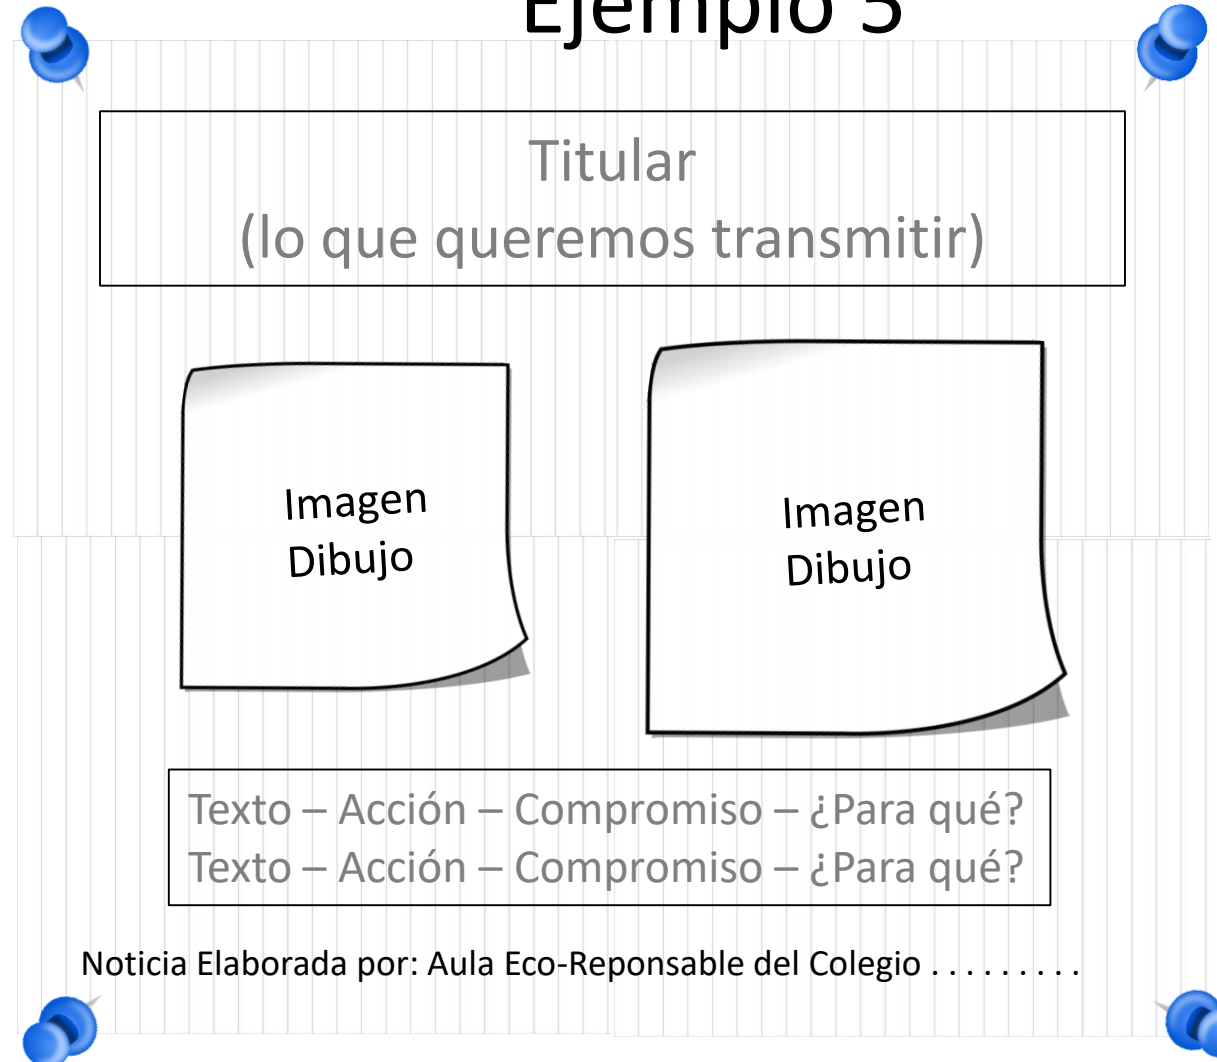 Ejemplo 5
Titular
(lo que queremos transmitir)
Imagen
Dibujo
Imagen
Dibujo
Texto – Acción – Compromiso – ¿Para qué?
Texto – Acción – Compromiso – ¿Para qué?
Noticia Elaborada por: Aula Eco-Reponsable del Colegio . . . . . . . . .